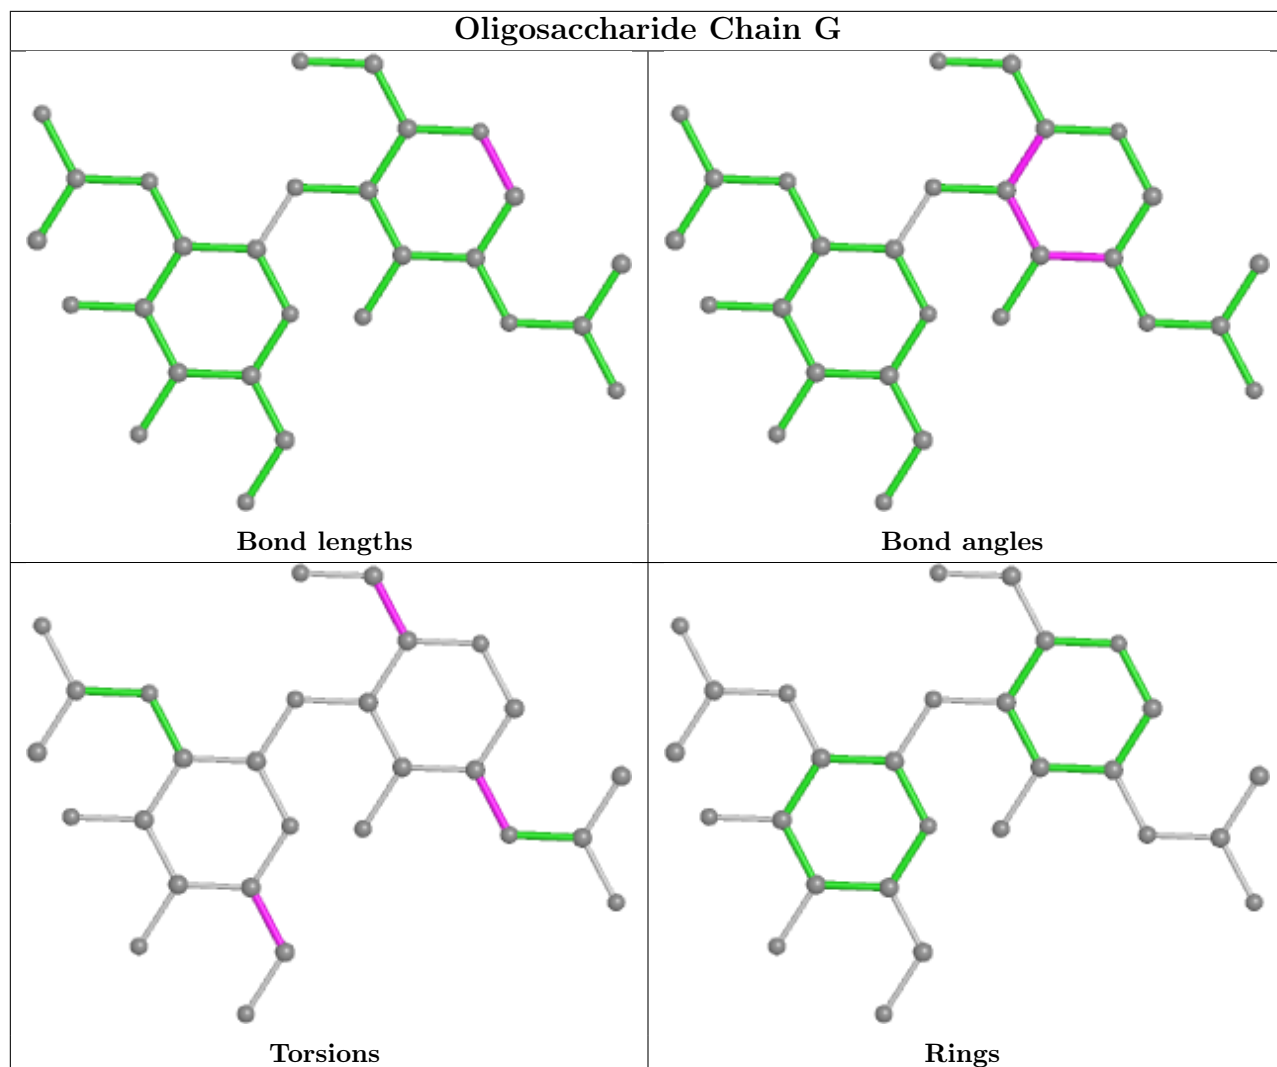 Oligosaccharide Chain G
Bond lengths
Bond angles
Torsions
Rings